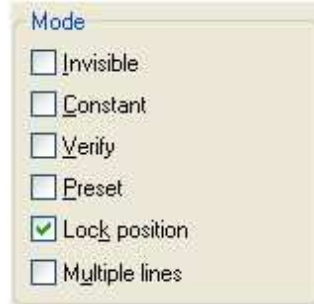 Mode
Invisible
Constant
Verify
Preset
Lock position
Multiple lines